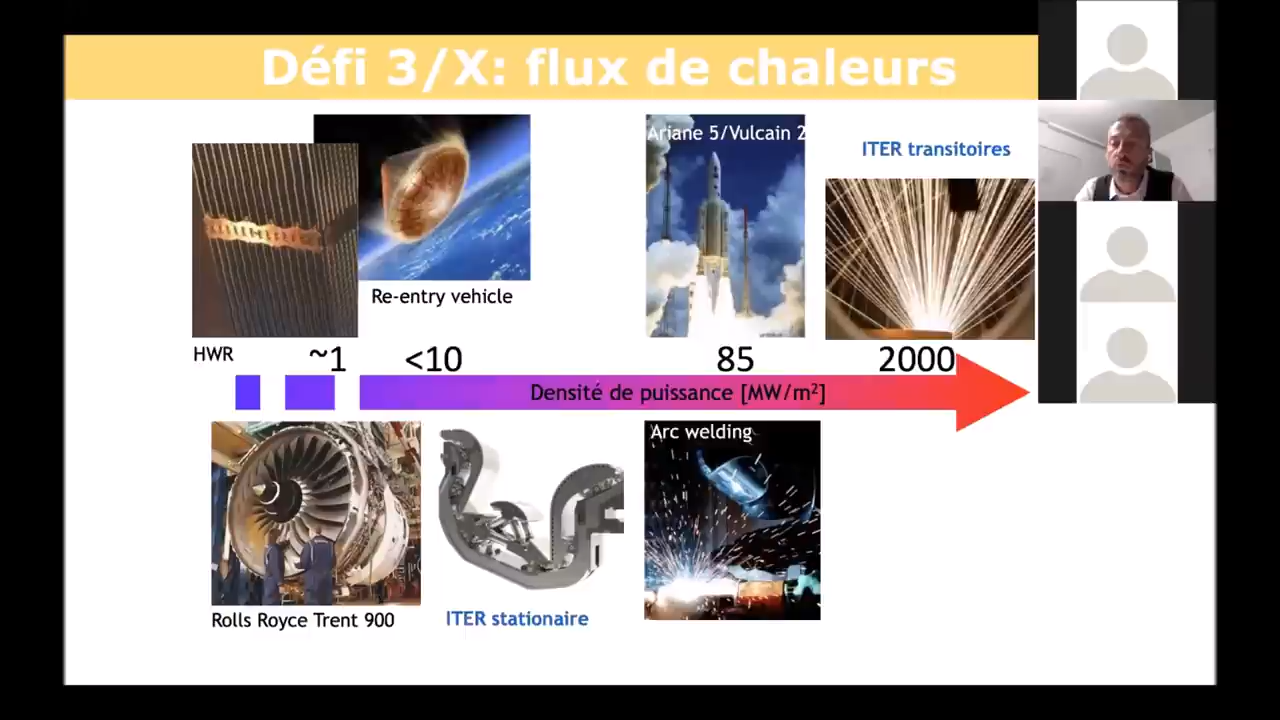 Défi 3/X: flux de chaleurs
Ariane 5/Vulcain 2
ITER transitoires
Re-entry vehicle
HWR
~1
<10
85
2000
Densité de puissance [MW/m²]
Arc welding
Rolls Royce Trent 900
ITER stationaire